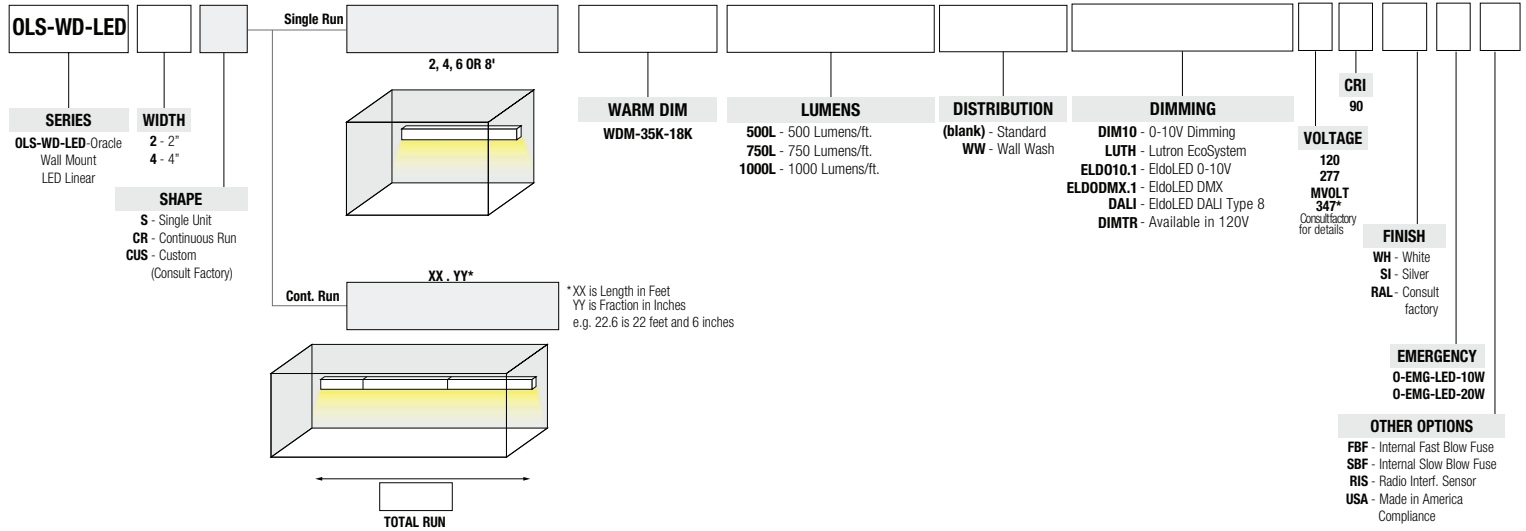 OLS-WD-LED
Single Run
2, 4, 6 OR 8'
SERIES
OLS-WD-LED-Oracle
Wall Mount
LED Linear
WIDTH
2 - 2"
4 - 4"
SHAPE
S - Single Unit
CR - Continuous Run
CUS - Custom
(Consult Factory)
Cont. Run
XX . YY*
*XX is Length in Feet
YY is Fraction in Inches
e.g. 22.6 is 22 feet and 6 inches
TOTAL RUN
WARM DIM
WDM-35K-18K
LUMENS
500L - 500 Lumens/ft.
750L - 750 Lumens/ft.
1000L - 1000 Lumens/ft.
DISTRIBUTION
(blank) - Standard
WW - Wall Wash
DIMMING
DIM10 - 0-10V Dimming
LUTH - Lutron EcoSystem
ELDO10.1 - EldoLED 0-10V
ELDODMX.1 - EldoLED DMX
DALI - EldoLED DALI Type 8
DIMTR - Available in 120V
VOLTAGE
120
277
MVOLT
347*
Consultfactory
for details
CRI
90
FINISH
WH - White
SI - Silver
RAL - Consult
factory
EMERGENCY
O-EMG-LED-10W
O-EMG-LED-20W
OTHER OPTIONS
FBF - Internal Fast Blow Fuse
SBF - Internal Slow Blow Fuse
RIS - Radio Interf. Sensor
USA - Made in America
Compliance